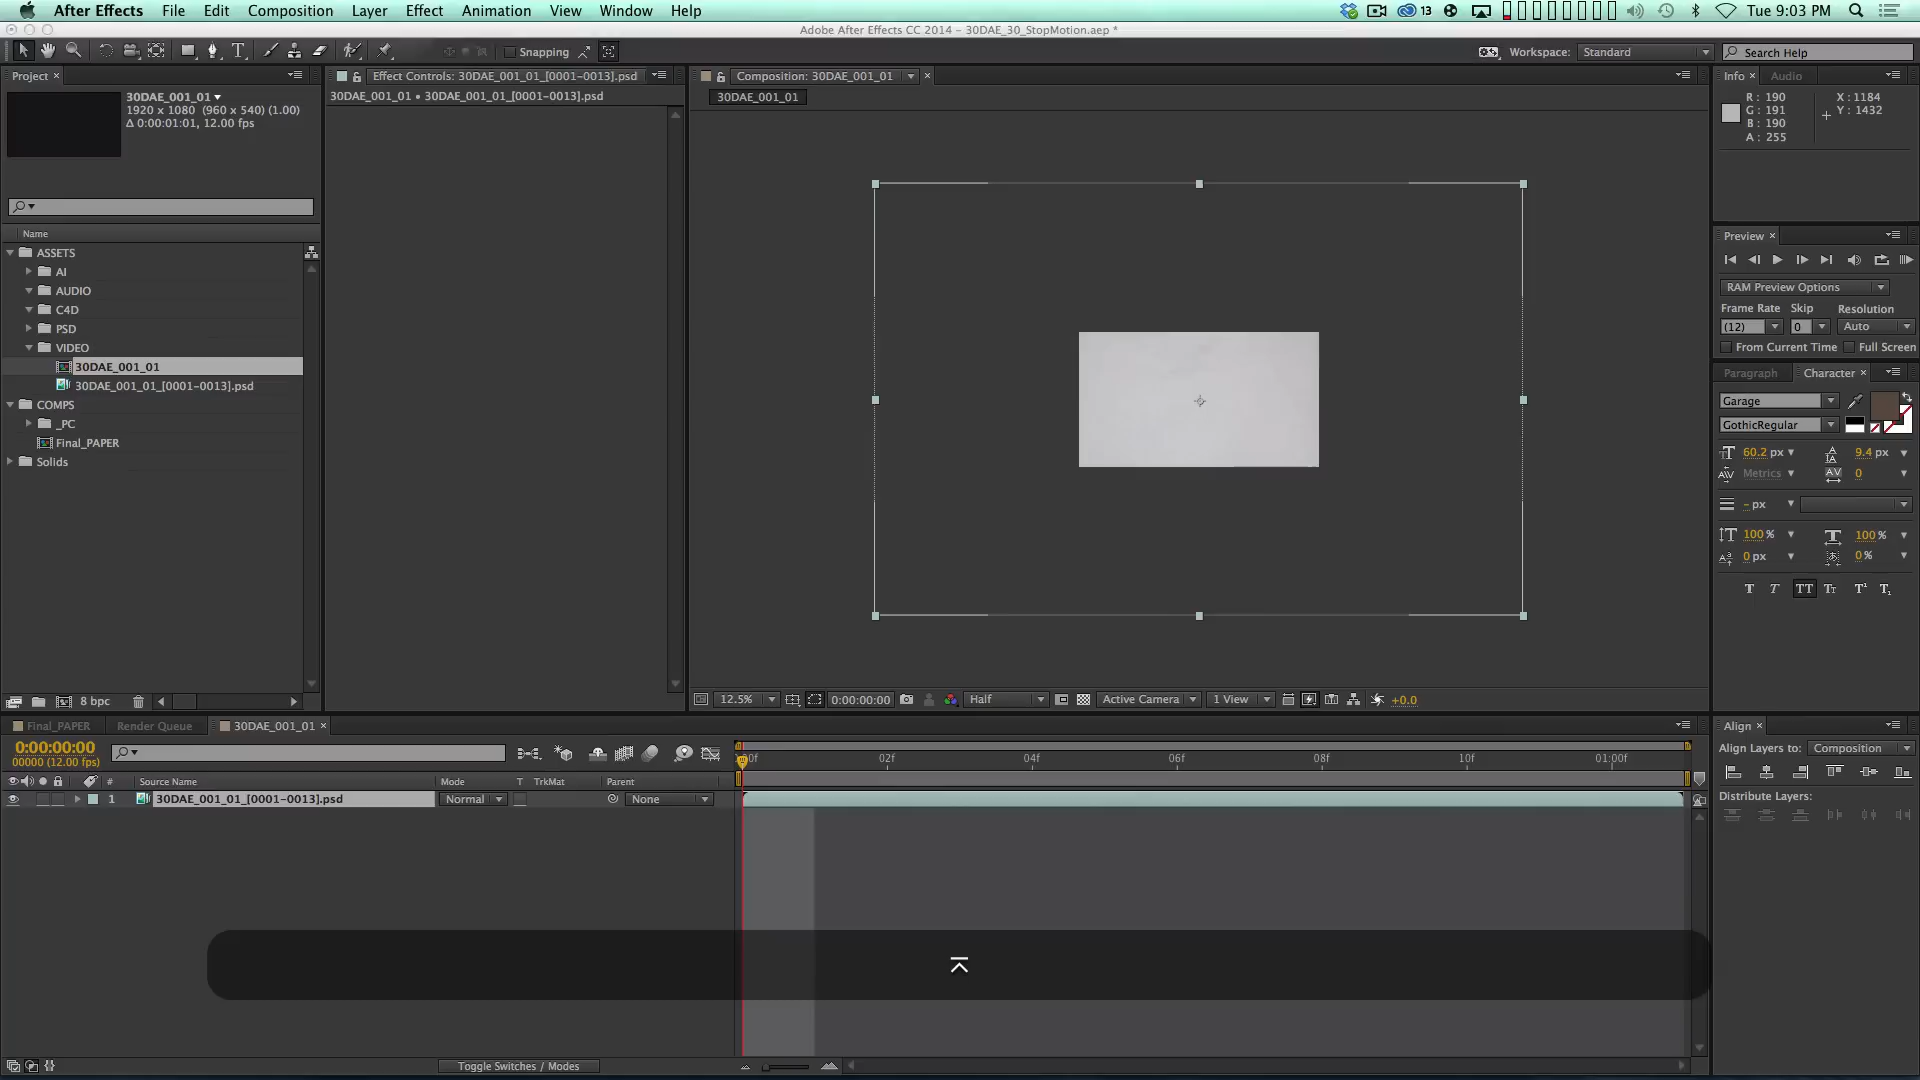 After Effects File Edit Composition Layer Effect Animation View Window Help 13 Tue 9:03 PM
Adobe After Effects CC 2014 – 30DAE_30_StopMotion.aep *
Snapping Workspace: Standard Search Help
Project Effect Controls: 30DAE_001_01_[0001-0013].psd Composition: 30DAE_001_01 Info Audio
30DAE_001_01
1920 x 1080 (960 x 540) (1.00)
Δ 0:00:01:01, 12.00 fps
30DAE_001_01 • 30DAE_001_01_[0001-0013].psd
30DAE_001_01
R : 190
G : 191
B : 190
A : 255
X : 1184
Y : 1432
Name
ASSETS
AI
AUDIO
C4D
PSD
VIDEO
30DAE_001_01
30DAE_001_01_[0001-0013].psd
COMPS
_PC
Final_PAPER
Solids
8 bpc
Preview
RAM Preview Options
Frame Rate Skip Resolution
(12) 0 Auto
From Current Time Full Screen
Paragraph Character
Garage
GothicRegular
60.2 px 9.4 px
Metrics 0
- px
100 % 100 %
0 px 0 %
T T TT TT T¹ T₁
12.5% 0:00:00:00 Half Active Camera 1 View +0.0
Final_PAPER Render Queue 30DAE_001_01
0:00:00:00
00000 (12.00 fps)
# Source Name Mode T TrkMat Parent
1 30DAE_001_01_[0001-0013].psd Normal None
00f 02f 04f 06f 08f 10f 01:00f
Align
Align Layers to: Composition
Distribute Layers:
Toggle Switches / Modes